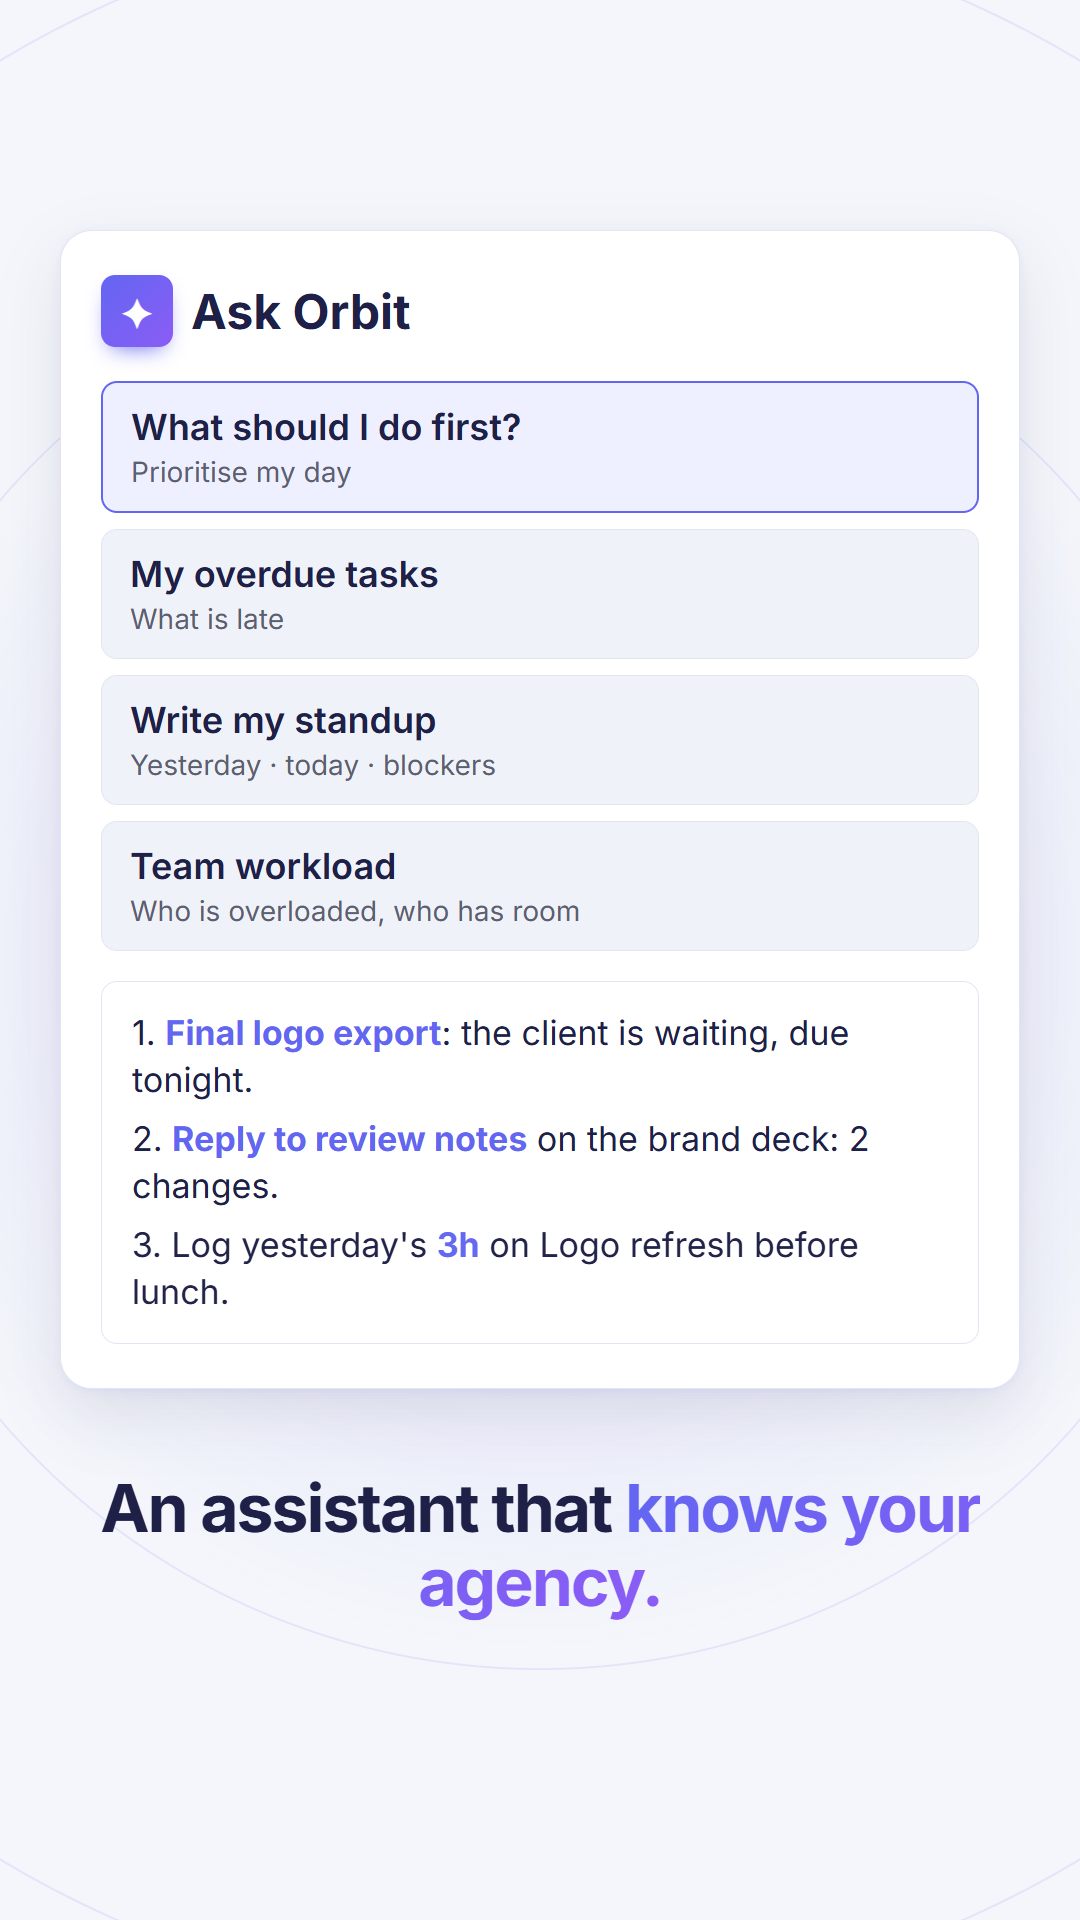 Ask Orbit
What should I do first?
Prioritise my day
My overdue tasks
What is late
Write my standup
Yesterday · today · blockers
Team workload
Who is overloaded, who has room
1. Final logo export: the client is waiting, due
tonight.
2. Reply to review notes on the brand deck: 2
changes.
3. Log yesterday's 3h on Logo refresh before
lunch.
An assistant that knows your
agency.